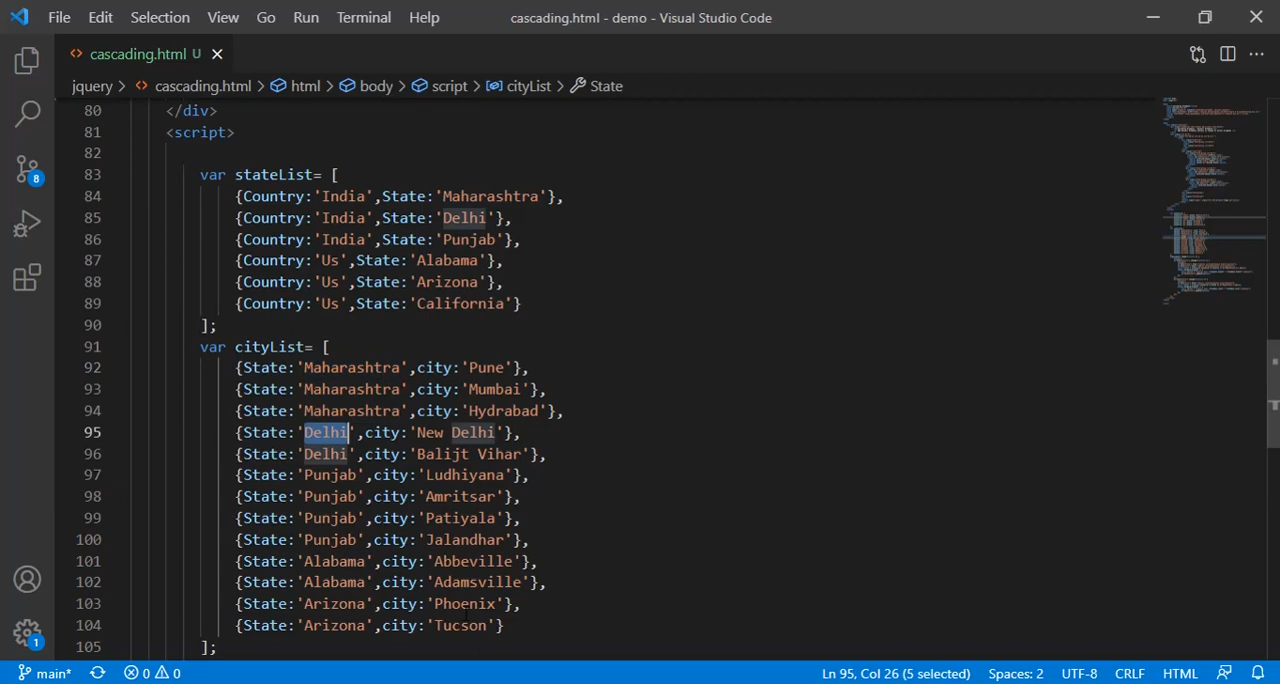 File Edit Selection View Go Run Terminal Help cascading.html - demo - Visual Studio Code
cascading.html U
jquery > cascading.html > html > body > script > cityList > State
80 </div>
81 <script>
82
83 var stateList= [
84 {Country:'India',State:'Maharashtra'},
85 {Country:'India',State:'Delhi'},
86 {Country:'India',State:'Punjab'},
87 {Country:'Us',State:'Alabama'},
88 {Country:'Us',State:'Arizona'},
89 {Country:'Us',State:'California'}
90 ];
91 var cityList= [
92 {State:'Maharashtra',city:'Pune'},
93 {State:'Maharashtra',city:'Mumbai'},
94 {State:'Maharashtra',city:'Hydrabad'},
95 {State:'Delhi',city:'New Delhi'},
96 {State:'Delhi',city:'Balijt Vihar'},
97 {State:'Punjab',city:'Ludhiyana'},
98 {State:'Punjab',city:'Amritsar'},
99 {State:'Punjab',city:'Patiyala'},
100 {State:'Punjab',city:'Jalandhar'},
101 {State:'Alabama',city:'Abbeville'},
102 {State:'Alabama',city:'Adamsville'},
103 {State:'Arizona',city:'Phoenix'},
104 {State:'Arizona',city:'Tucson'}
105 ];
8
1
main* 0 0 Ln 95, Col 26 (5 selected) Spaces: 2 UTF-8 CRLF HTML